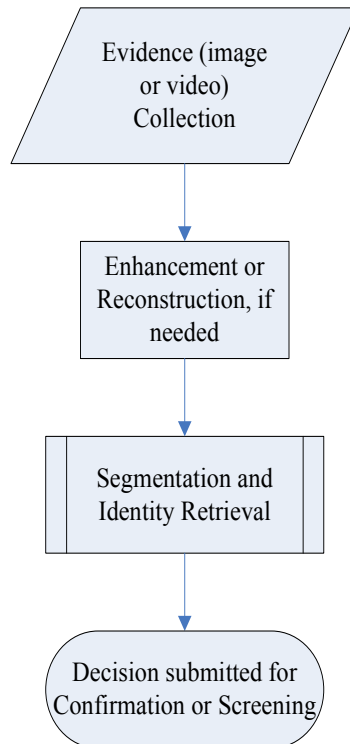 Evidence (image
or video)
Collection
Enhancement or
Reconstruction, if
needed
Segmentation and
Identity Retrieval
Decision submitted for
Confirmation or Screening